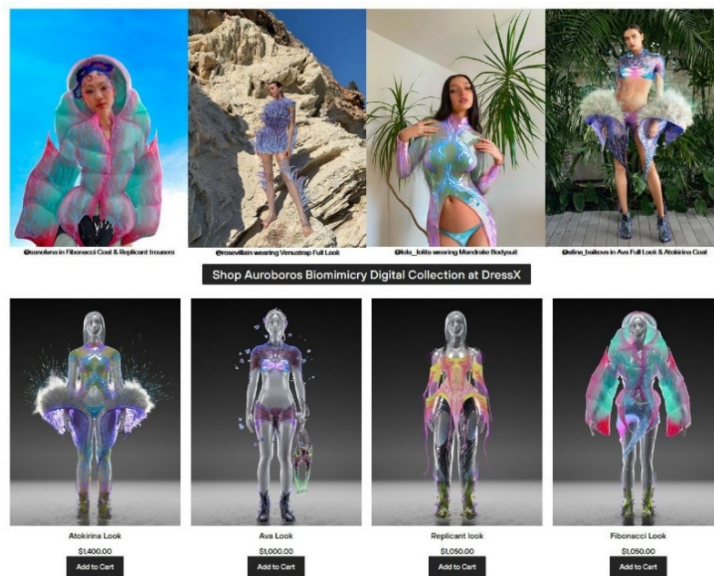 @nanolvna in Fibonacci Coat & Replicant trousers
@rosevillain wearing Venustrap Full Look
@lola_lolita wearing Mandrake Bodysuit
@alina_baikova in Ava Full Look & Atokirina Coat
Shop Auroboros Biomimicry Digital Collection at DressX
Atokirina Look
Ava Look
Replicant look
Fibonacci Look
$1,400.00
$1,000.00
$1,050.00
$1,050.00
Add to Cart
Add to Cart
Add to Cart
Add to Cart